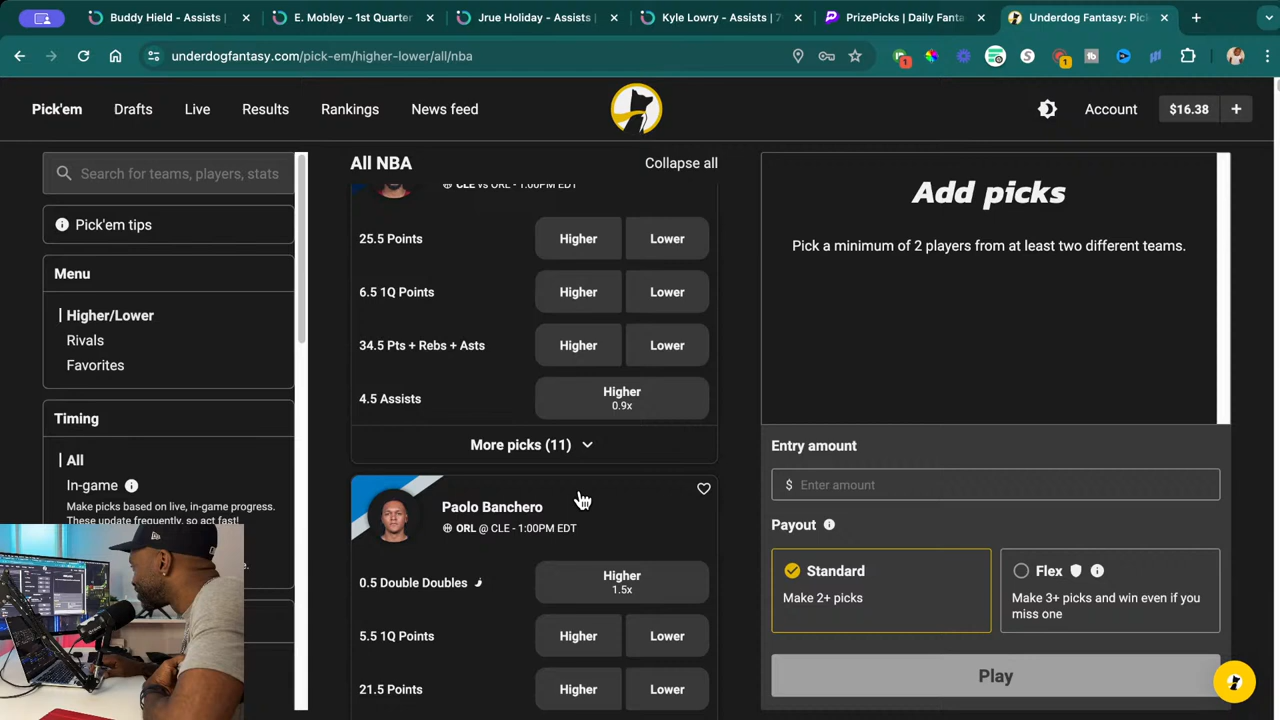 Buddy Hield - Assists
E. Mobley - 1st Quarter
Jrue Holiday - Assists
Kyle Lowry - Assists | 7
PrizePicks | Daily Fanta
Underdog Fantasy: Pic
underdogfantasy.com/pick-em/higher-lower/all/nba
Pick'em
Drafts
Live
Results
Rankings
News feed
Account
$16.38
+
Search for teams, players, stats
Pick'em tips
Menu
Higher/Lower
Rivals
Favorites
Timing
All
In-game
Make picks based on live, in-game progress.
These update frequently, so act fast!
All NBA
Collapse all
CLE vs ORL - 1:00PM EDT
25.5 Points
Higher
Lower
6.5 1Q Points
Higher
Lower
34.5 Pts + Rebs + Asts
Higher
Lower
4.5 Assists
Higher
0.9x
More picks (11)
Paolo Banchero
ORL @ CLE - 1:00PM EDT
0.5 Double Doubles
Higher
1.5x
5.5 1Q Points
Higher
Lower
21.5 Points
Higher
Lower
Add picks
Pick a minimum of 2 players from at least two different teams.
Entry amount
$ Enter amount
Payout
Standard
Make 2+ picks
Flex
Make 3+ picks and win even if you
miss one
Play